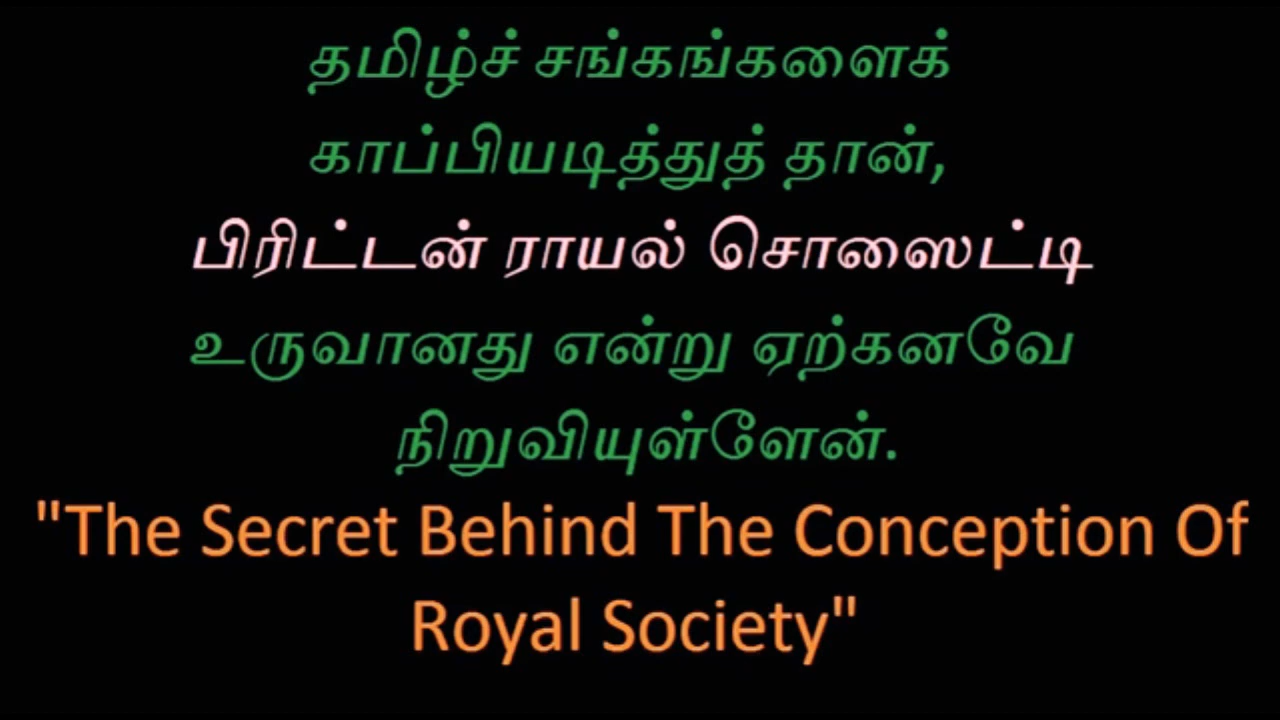 தமிழ்ச் சங்கங்களைக்
காப்பியடித்துத் தான்,
பிரிட்டன் ராயல் சொஸைட்டி
உருவானது என்று ஏற்கனவே
நிறுவியுள்ளேன்.
"The Secret Behind The Conception Of
Royal Society"